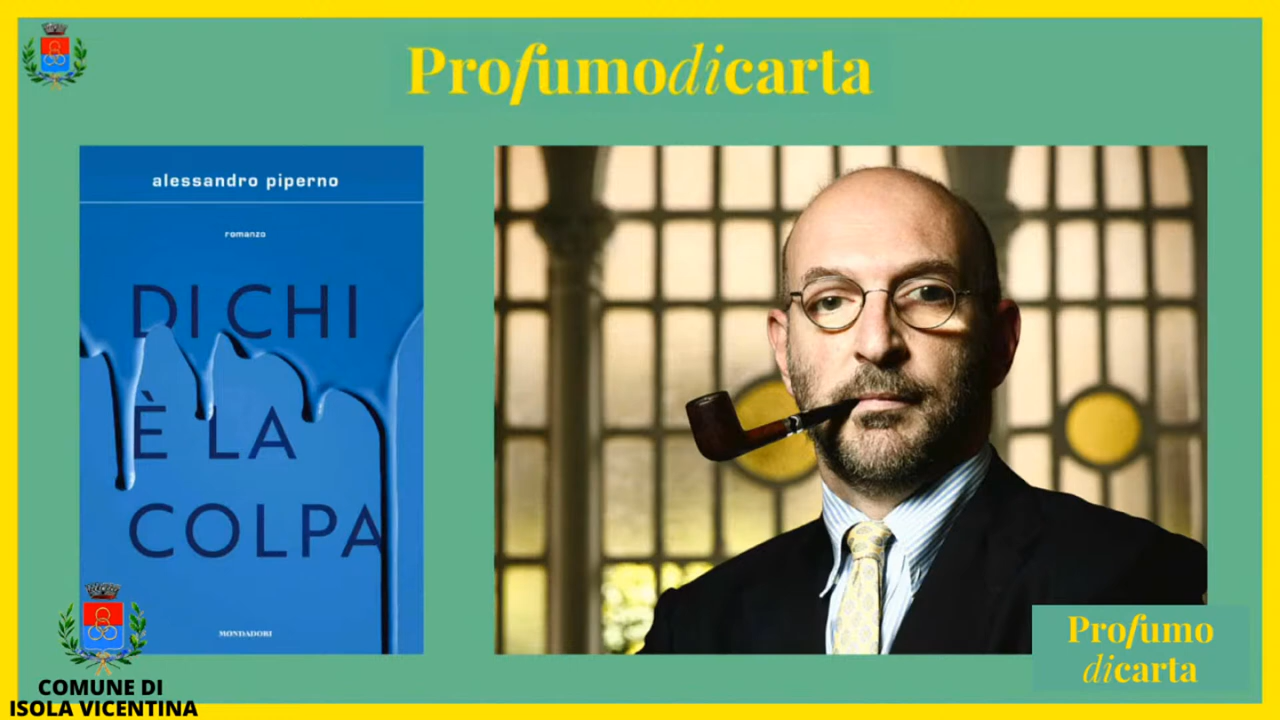 Profumodicarta
alessandro piperno
romanzo
DI CHI
È LA
COLPA
MONDADORI
COMUNE DI
ISOLA VICENTINA
Profumo
dicarta